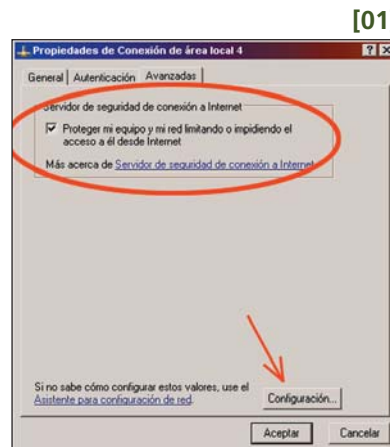 [01
Propiedades de Conexión de área local 4
General Autenticación Avanzadas
Servidor de seguridad de conexión a Internet
Proteger mi equipo y mi red limitando o impidiendo el
acceso a él desde Internet
Más acerca de Servidor de seguridad de conexión a Internet.
Si no sabe cómo configurar estos valores, use el
Asistente para configuración de red.
Configuración...
Aceptar Cancelar